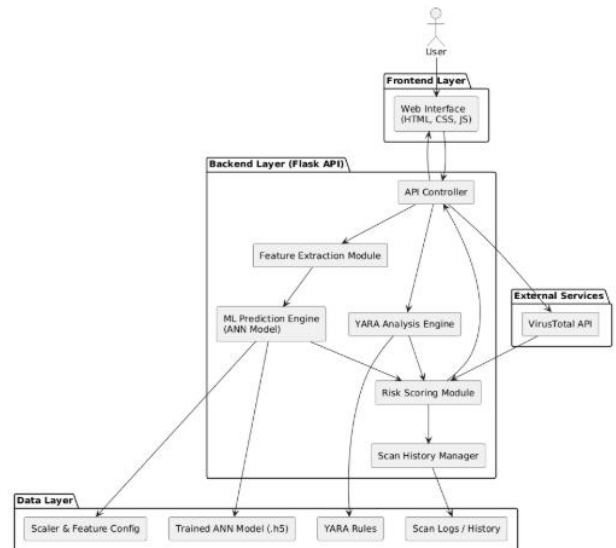 User
Frontend Layer
Web Interface
(HTML, CSS, JS)
Backend Layer (Flask API)
API Controller
Feature Extraction Module
External Services
ML Prediction Engine
(ANN Model)
YARA Analysis Engine
VirusTotal API
Risk Scoring Module
Scan History Manager
Data Layer
Scaler & Feature Config
Trained ANN Model (.h5)
YARA Rules
Scan Logs / History